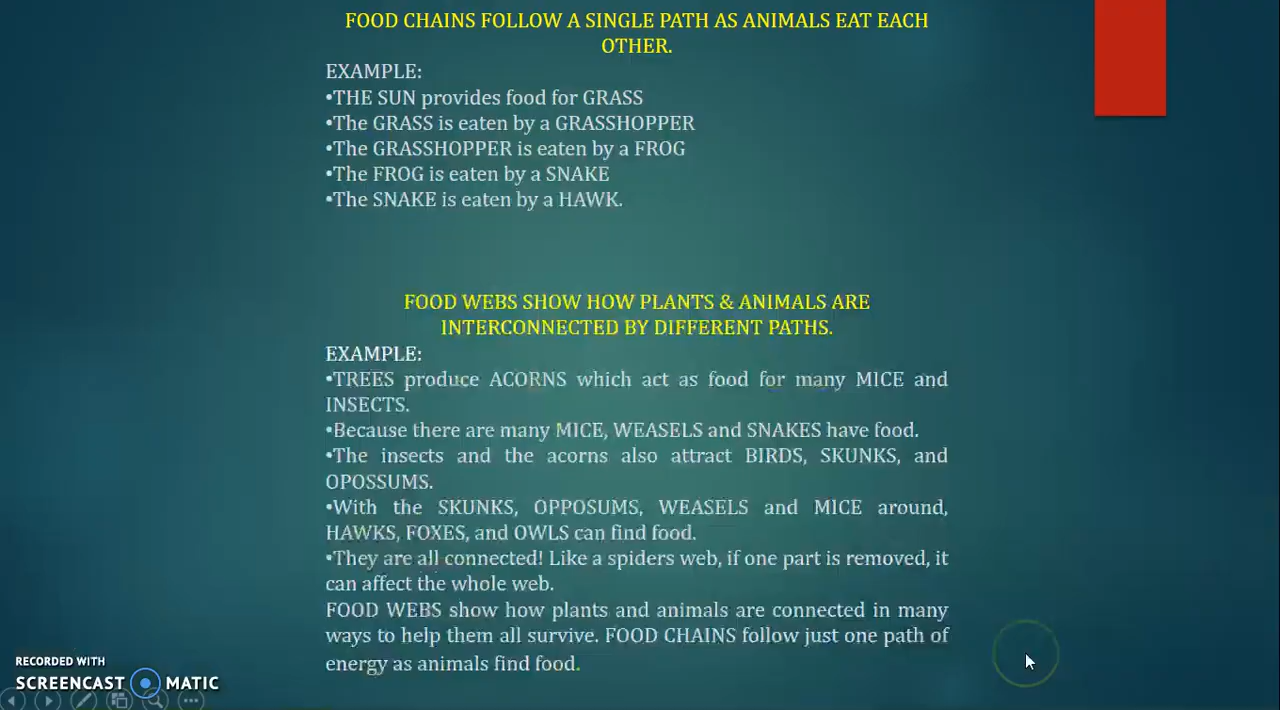 FOOD CHAINS FOLLOW A SINGLE PATH AS ANIMALS EAT EACH
OTHER.
EXAMPLE:
•THE SUN provides food for GRASS
•The GRASS is eaten by a GRASSHOPPER
•The GRASSHOPPER is eaten by a FROG
•The FROG is eaten by a SNAKE
•The SNAKE is eaten by a HAWK.
FOOD WEBS SHOW HOW PLANTS & ANIMALS ARE
INTERCONNECTED BY DIFFERENT PATHS.
EXAMPLE:
•TREES produce ACORNS which act as food for many MICE and
INSECTS.
•Because there are many MICE, WEASELS and SNAKES have food.
•The insects and the acorns also attract BIRDS, SKUNKS, and
OPOSSUMS.
•With the SKUNKS, OPPOSUMS, WEASELS and MICE around,
HAWKS, FOXES, and OWLS can find food.
•They are all connected! Like a spiders web, if one part is removed, it
can affect the whole web.
FOOD WEBS show how plants and animals are connected in many
ways to help them all survive. FOOD CHAINS follow just one path of
energy as animals find food.
RECORDED WITH
SCREENCAST MATIC